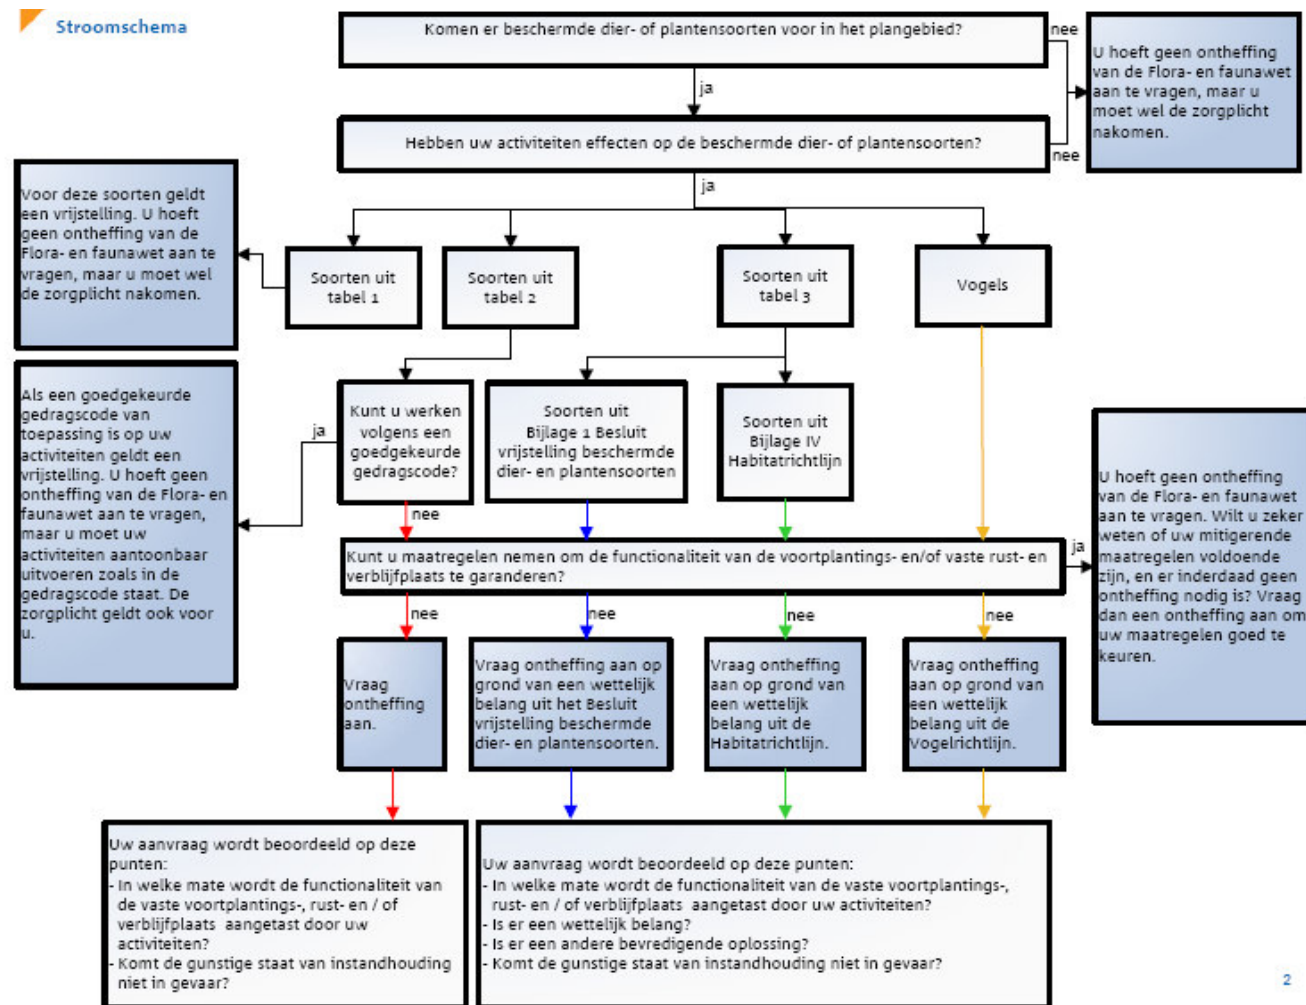 Stroomschema
Komen er beschermde dier- of plantensoorten voor in het plangebied?
nee
U hoeft geen ontheffing
van de Flora- en faunawet
aan te vragen, maar u
moet wel de zorgplicht
nakomen.
ja
Hebben uw activiteiten effecten op de beschermde dier- of plantensoorten?
nee
ja
Voor deze soorten geldt
een vrijstelling. U hoeft
geen ontheffing van de
Flora- en faunawet aan te
vragen, maar u moet wel
de zorgplicht nakomen.
Soorten uit
tabel 1
Soorten uit
tabel 2
Soorten uit
tabel 3
Vogels
Als een goedgekeurde
gedragscode van
toepassing is op uw
activiteiten geldt een
vrijstelling. U hoeft geen
ontheffing van de Flora- en
faunawet aan te vragen,
maar u moet uw
activiteiten aantoonbaar
uitvoeren zoals in de
gedragscode staat. De
zorgplicht geldt ook voor
u.
ja
Kunt u werken
volgens een
goedgekeurde
gedragscode?
Soorten uit
Bijlage 1 Besluit
vrijstelling beschermde
dier- en plantensoorten
Soorten uit
Bijlage IV
Habitatrichtlijn
nee
Kunt u maatregelen nemen om de functionaliteit van de voortplantings- en/of vaste rust- en
verblijfplaats te garanderen?
ja
U hoeft geen ontheffing
van de Flora- en faunawet
aan te vragen. Wilt u zeker
weten of uw mitigerende
maatregelen voldoende
zijn, en er inderdaad geen
ontheffing nodig is? Vraag
dan een ontheffing aan om
uw maatregelen goed te
keuren.
nee
nee
nee
nee
Vraag
ontheffing
aan.
Vraag ontheffing aan op
grond van een wettelijk
belang uit het Besluit
vrijstelling beschermde
dier- en plantensoorten.
Vraag ontheffing
aan op grond van
een wettelijk
belang uit de
Habitatrichtlijn.
Vraag ontheffing
aan op grond van
een wettelijk
belang uit de
Vogelrichtlijn.
Uw aanvraag wordt beoordeeld op deze
punten:
- In welke mate wordt de functionaliteit van
de vaste voortplantings-, rust- en / of
verblijfplaats aangetast door uw
activiteiten?
- Komt de gunstige staat van instandhouding
niet in gevaar?
Uw aanvraag wordt beoordeeld op deze punten:
- In welke mate wordt de functionaliteit van de vaste voortplantings-,
rust- en / of verblijfplaats aangetast door uw activiteiten?
- Is er een wettelijk belang?
- Is er een andere bevredigende oplossing?
- Komt de gunstige staat van instandhouding niet in gevaar?
2